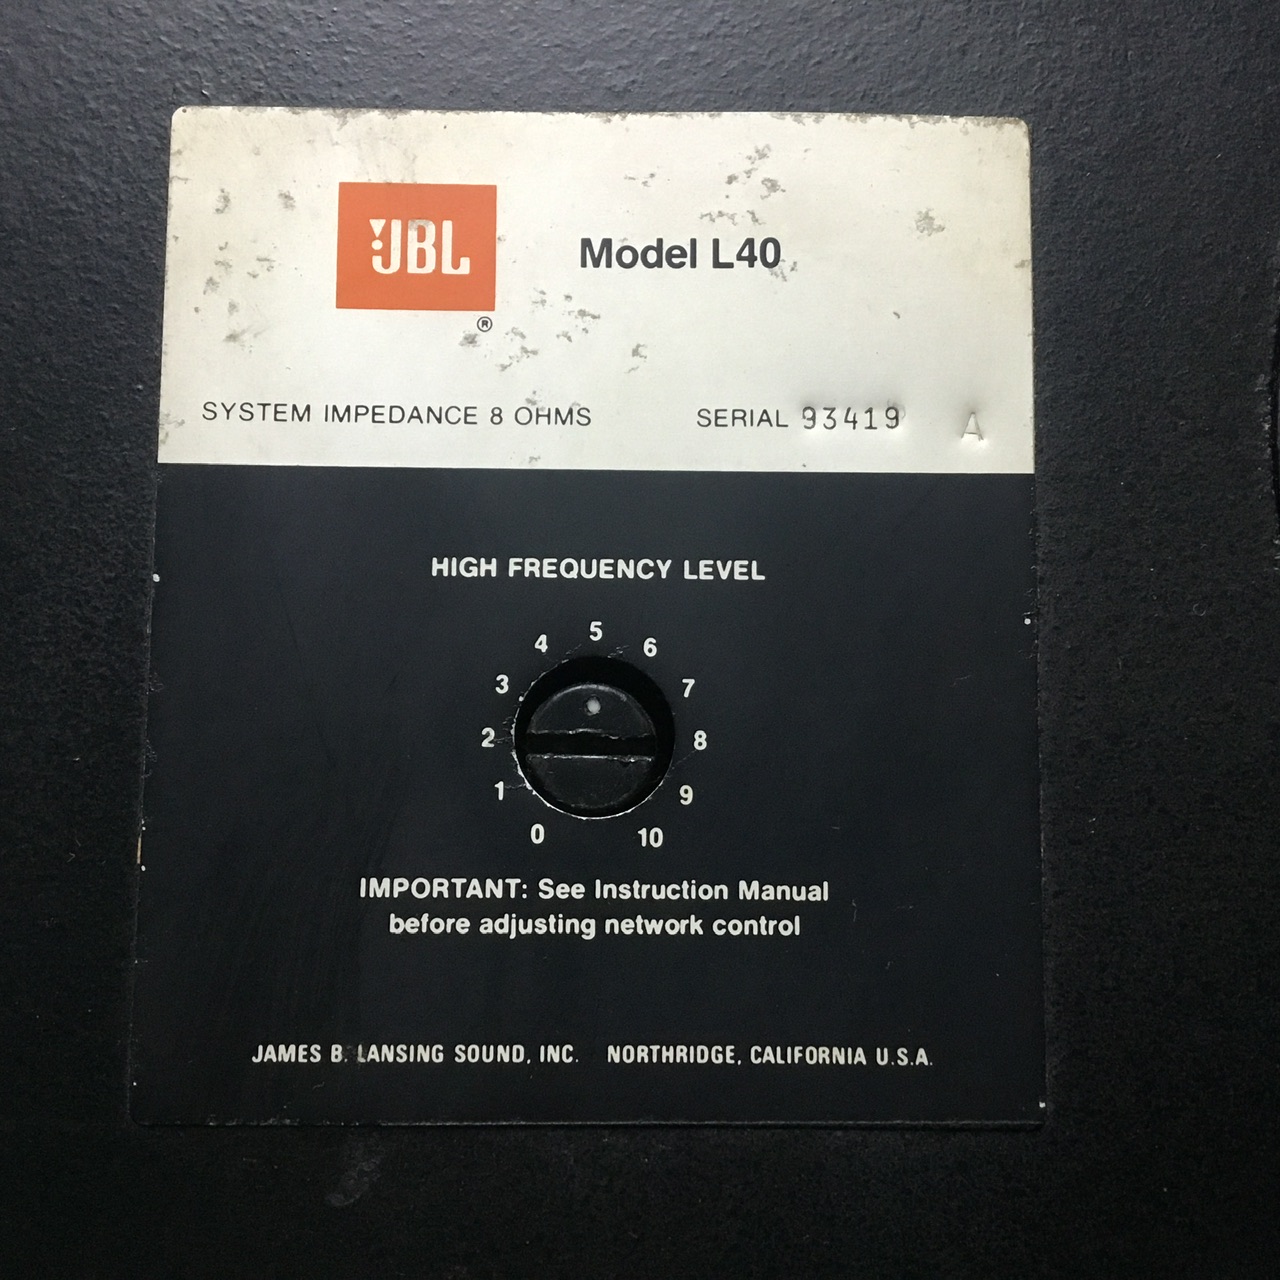 JBL
Model L40
®
SYSTEM IMPEDANCE 8 OHMS SERIAL 93419 A
HIGH FREQUENCY LEVEL
0 1 2 3 4 5 6 7 8 9 10
IMPORTANT: See Instruction Manual
before adjusting network control
JAMES B. LANSING SOUND, INC. NORTHRIDGE, CALIFORNIA U.S.A.